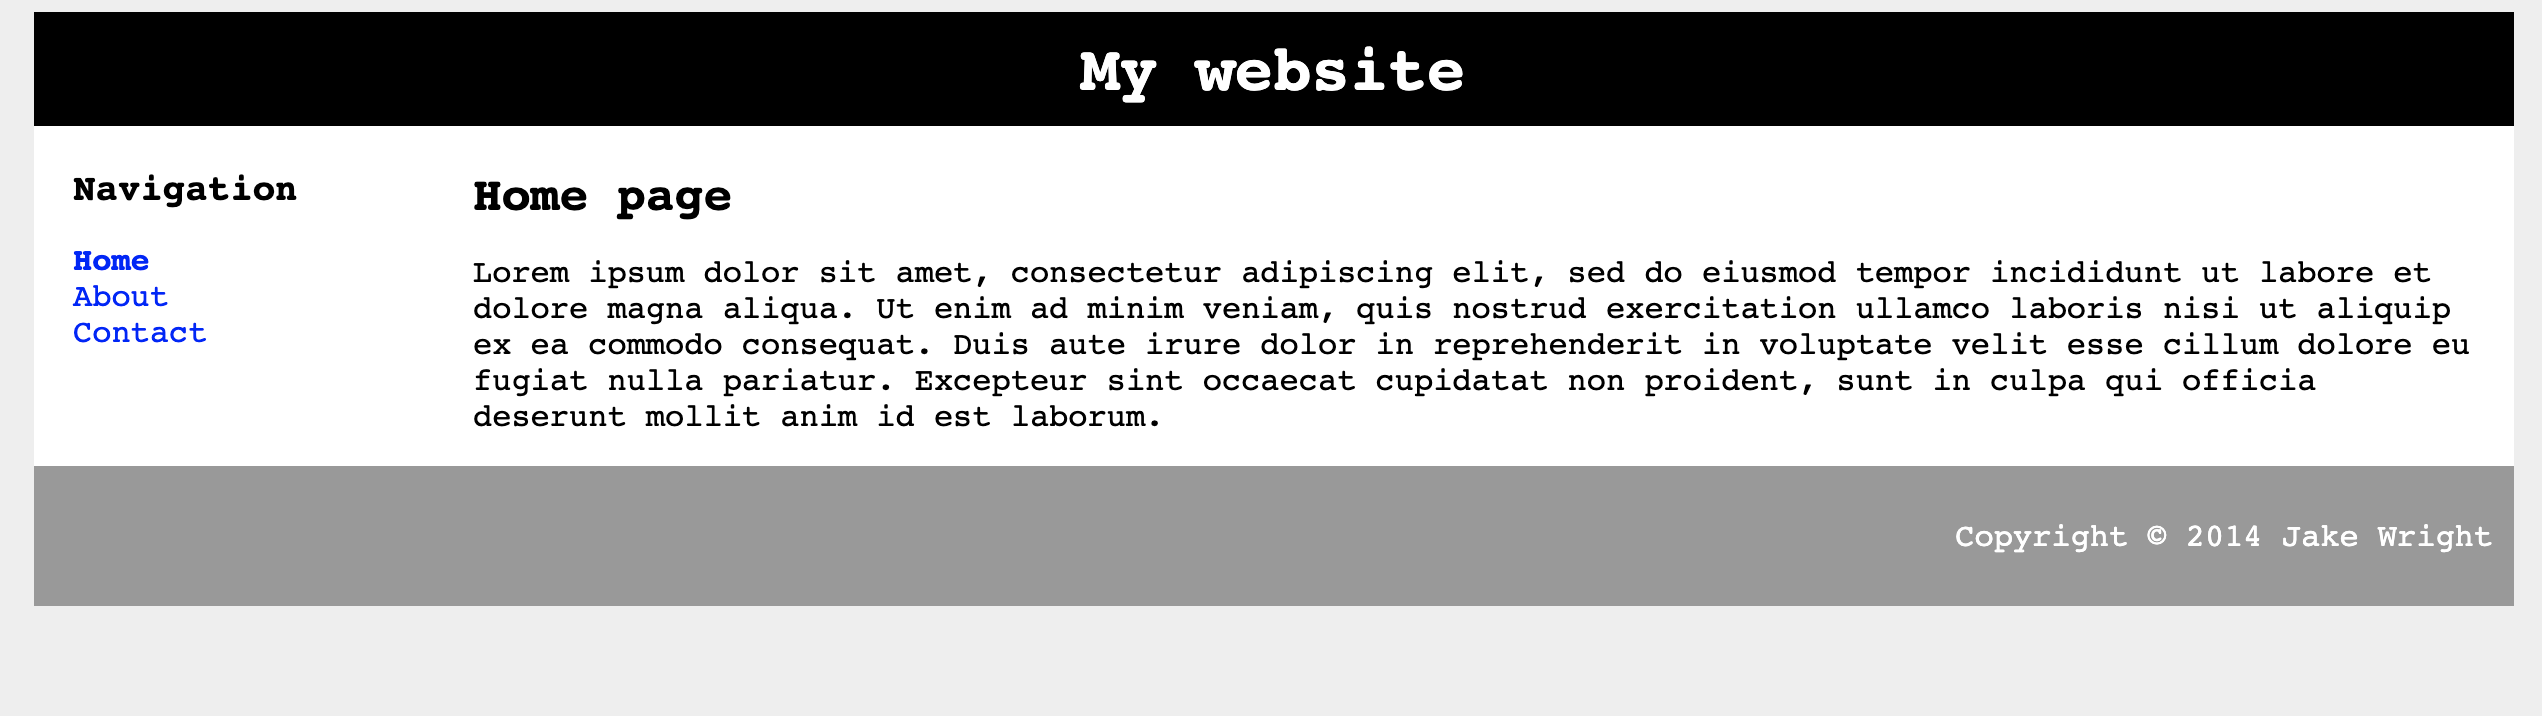 My website
Navigation
Home
About
Contact
Home page
Lorem ipsum dolor sit amet, consectetur adipiscing elit, sed do eiusmod tempor incididunt ut labore et
dolore magna aliqua. Ut enim ad minim veniam, quis nostrud exercitation ullamco laboris nisi ut aliquip
ex ea commodo consequat. Duis aute irure dolor in reprehenderit in voluptate velit esse cillum dolore eu
fugiat nulla pariatur. Excepteur sint occaecat cupidatat non proident, sunt in culpa qui officia
deserunt mollit anim id est laborum.
Copyright © 2014 Jake Wright